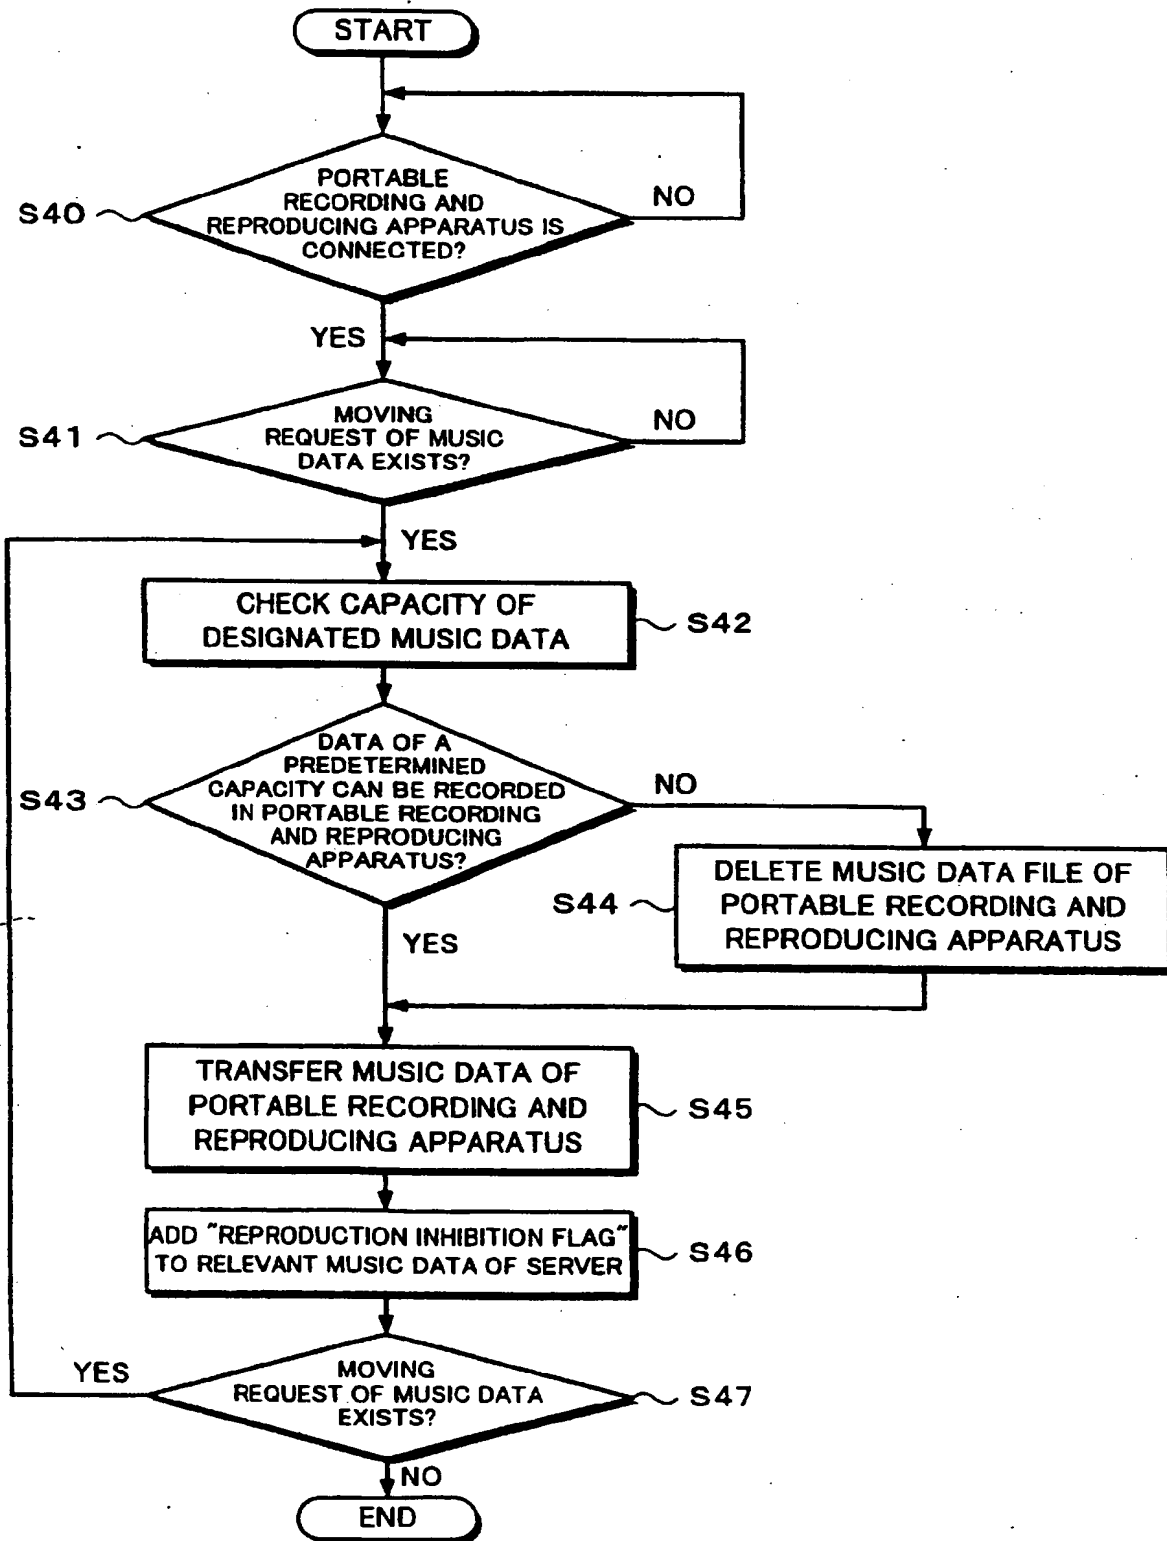 START
PORTABLE
RECORDING AND
REPRODUCING APPARATUS IS
CONNECTED?
NO
S40
YES
MOVING
REQUEST OF MUSIC
DATA EXISTS?
NO
S41
YES
CHECK CAPACITY OF
DESIGNATED MUSIC DATA
S42
DATA OF A
PREDETERMINED
CAPACITY CAN BE RECORDED
IN PORTABLE RECORDING
AND REPRODUCING
APPARATUS?
NO
S43
DELETE MUSIC DATA FILE OF
PORTABLE RECORDING AND
REPRODUCING APPARATUS
S44
YES
TRANSFER MUSIC DATA OF
PORTABLE RECORDING AND
REPRODUCING APPARATUS
S45
ADD "REPRODUCTION INHIBITION FLAG"
TO RELEVANT MUSIC DATA OF SERVER
S46
YES
MOVING
REQUEST OF MUSIC DATA
EXISTS?
S47
NO
END